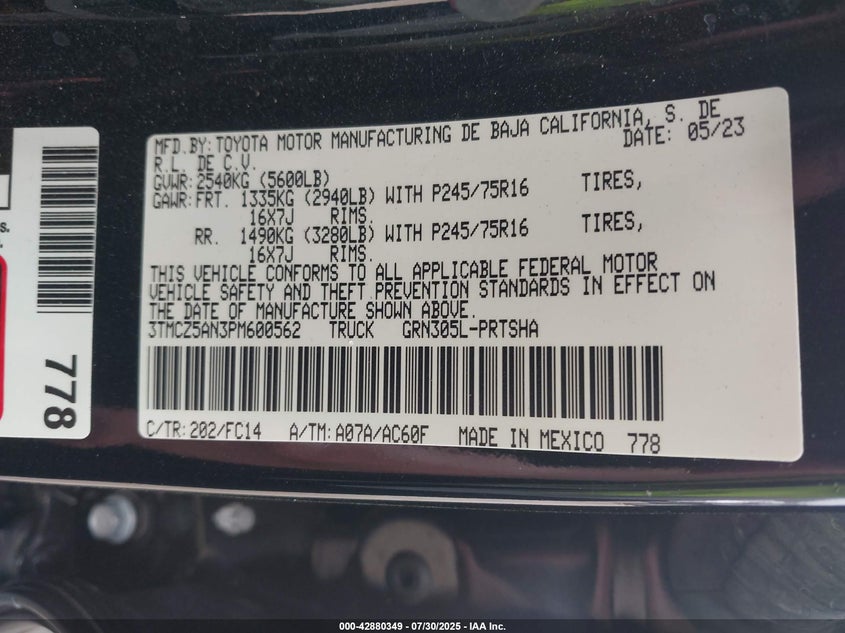 MFD.BY: TOYOTA MOTOR MANUFACTURING DE BAJA CALIFORNIA, S. DE
R.L. DE C.V. DATE: 05/23
GVWR: 2540KG (5600LB)
GAWR: FRT. 1335KG (2940LB) WITH P245/75R16 TIRES,
16X7J RIMS.
RR. 1490KG (3280LB) WITH P245/75R16 TIRES,
16X7J RIMS.
THIS VEHICLE CONFORMS TO ALL APPLICABLE FEDERAL MOTOR
VEHICLE SAFETY AND THEFT PREVENTION STANDARDS IN EFFECT ON
THE DATE OF MANUFACTURE SHOWN ABOVE.
3TMCZ5AN3PM600562 TRUCK GRN305L-PRTSHA
C/TR: 202/FC14 A/TM: A07A/AC60F MADE IN MEXICO 778
778
s.
000-42880349 - 07/30/2025 - IAA Inc.